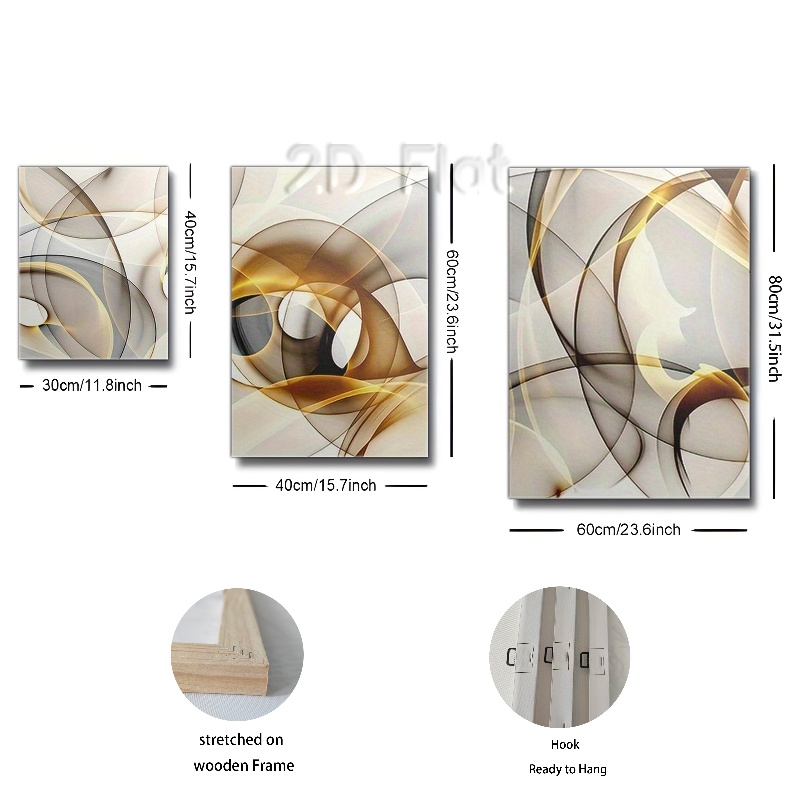 2D Flat
40cm/15.7inch
30cm/11.8inch
60cm/23.6inch
40cm/15.7inch
80cm/31.5inch
60cm/23.6inch
stretched on
wooden Frame
Hook
Ready to Hang